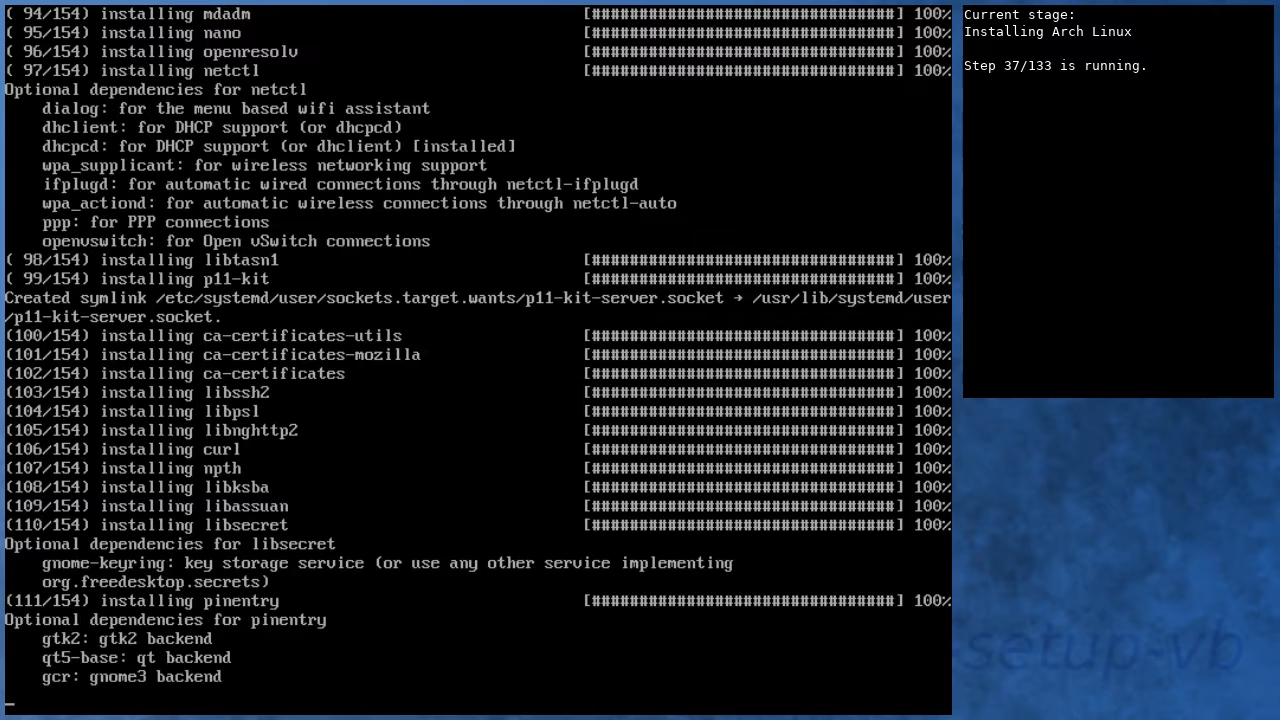 ( 94/154) installing mdadm [################################] 100%
( 95/154) installing nano [################################] 100%
( 96/154) installing openresolv [################################] 100%
( 97/154) installing netctl [################################] 100%
Optional dependencies for netctl
dialog: for the menu based wifi assistant
dhclient: for DHCP support (or dhcpcd)
dhcpcd: for DHCP support (or dhclient) [installed]
wpa_supplicant: for wireless networking support
ifplugd: for automatic wired connections through netctl-ifplugd
wpa_actiond: for automatic wireless connections through netctl-auto
ppp: for PPP connections
openvswitch: for Open vSwitch connections
( 98/154) installing libtasn1 [################################] 100%
( 99/154) installing p11-kit [################################] 100%
Created symlink /etc/systemd/user/sockets.target.wants/p11-kit-server.socket → /usr/lib/systemd/user
/p11-kit-server.socket.
(100/154) installing ca-certificates-utils [################################] 100%
(101/154) installing ca-certificates-mozilla [################################] 100%
(102/154) installing ca-certificates [################################] 100%
(103/154) installing libssh2 [################################] 100%
(104/154) installing libpsl [################################] 100%
(105/154) installing libnghttp2 [################################] 100%
(106/154) installing curl [################################] 100%
(107/154) installing npth [################################] 100%
(108/154) installing libksba [################################] 100%
(109/154) installing libassuan [################################] 100%
(110/154) installing libsecret [################################] 100%
Optional dependencies for libsecret
gnome-keyring: key storage service (or use any other service implementing
org.freedesktop.secrets)
(111/154) installing pinentry [################################] 100%
Optional dependencies for pinentry
gtk2: gtk2 backend
qt5-base: qt backend
gcr: gnome3 backend
Current stage:
Installing Arch Linux
Step 37/133 is running.
setup-vb